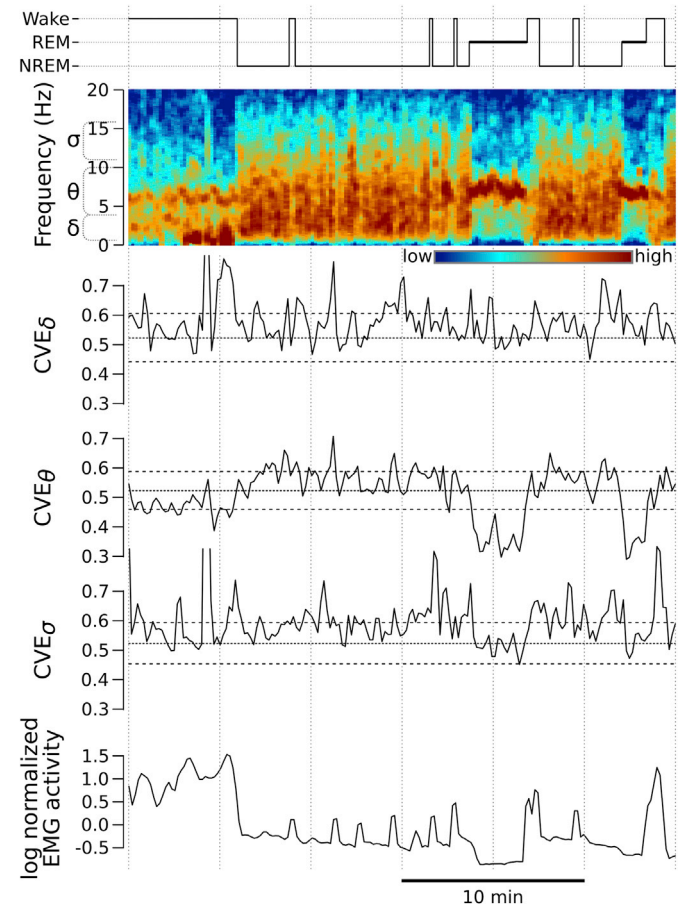 Wake
REM
NREM
Frequency (Hz)
20
15
10
5
0
σ
θ
δ
low high
CVEδ
0.7
0.6
0.5
0.4
0.3
CVEθ
0.7
0.6
0.5
0.4
0.3
CVEσ
0.7
0.6
0.5
0.4
0.3
log normalized
EMG activity
1.5
1.0
0.5
0.0
-0.5
10 min